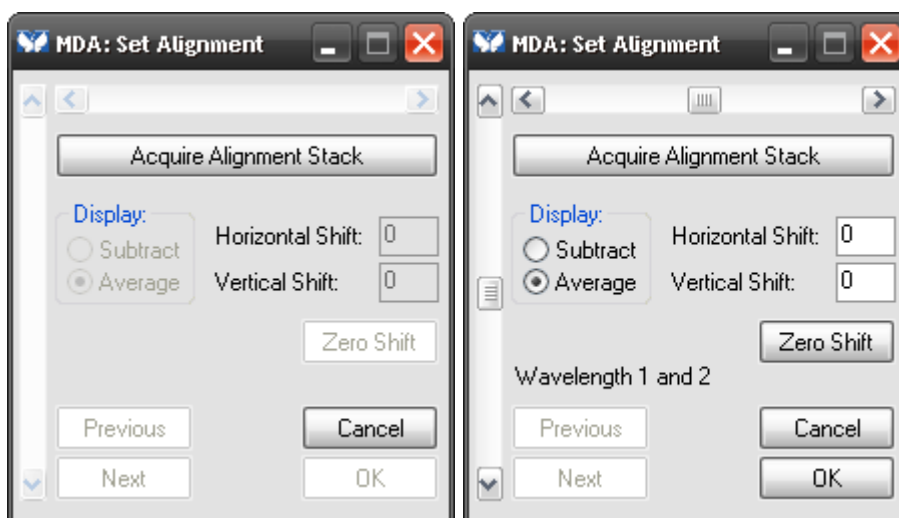 MDA: Set Alignment
Acquire Alignment Stack
Display:
Subtract
Average
Horizontal Shift: 0
Vertical Shift: 0
Zero Shift
Previous
Cancel
Next
OK
MDA: Set Alignment
Acquire Alignment Stack
Display:
Subtract
Average
Horizontal Shift: 0
Vertical Shift: 0
Zero Shift
Wavelength 1 and 2
Previous
Cancel
Next
OK